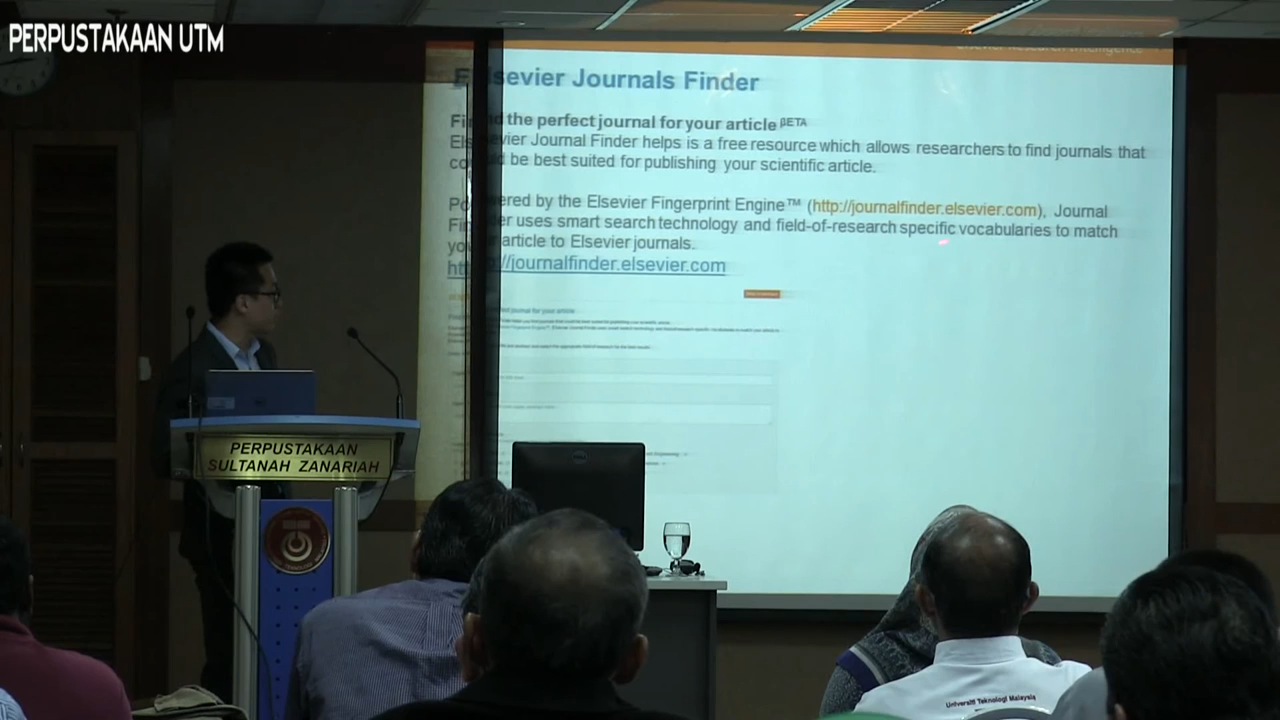 PERPUSTAKAAN UTM
Elsevier Research Intelligence
Elsevier Journals Finder
Find the perfect journal for your article BETA
Elsevier Journal Finder helps is a free resource which allows researchers to find journals that
could be best suited for publishing your scientific article.
Powered by the Elsevier Fingerprint Engine™ (http://journalfinder.elsevier.com), Journal
Finder uses smart search technology and field-of-research specific vocabularies to match
your article to Elsevier journals.
http://journalfinder.elsevier.com
PERPUSTAKAAN
SULTANAH ZANARIAH
Universiti Teknologi Malaysia